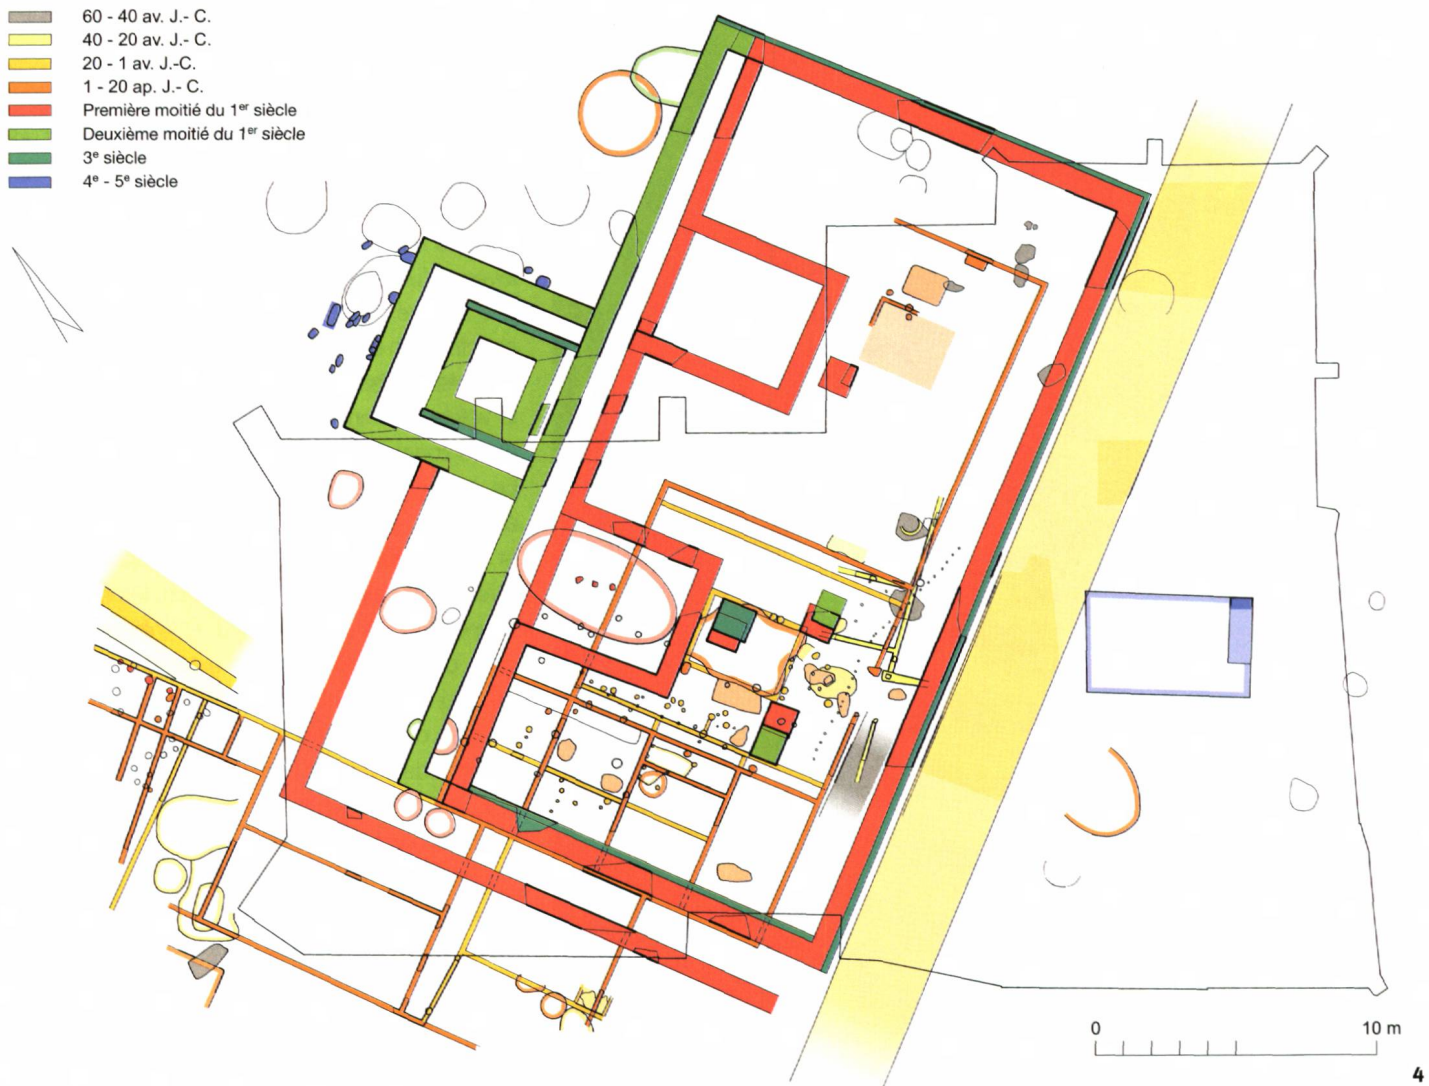 60 - 40 av. J.- C.
40 - 20 av. J.- C.
20 - 1 av. J.-C.
1 - 20 ap. J.- C.
Première moitié du 1er siècle
Deuxième moitié du 1er siècle
3e siècle
4e - 5e siècle
0 10 m
4